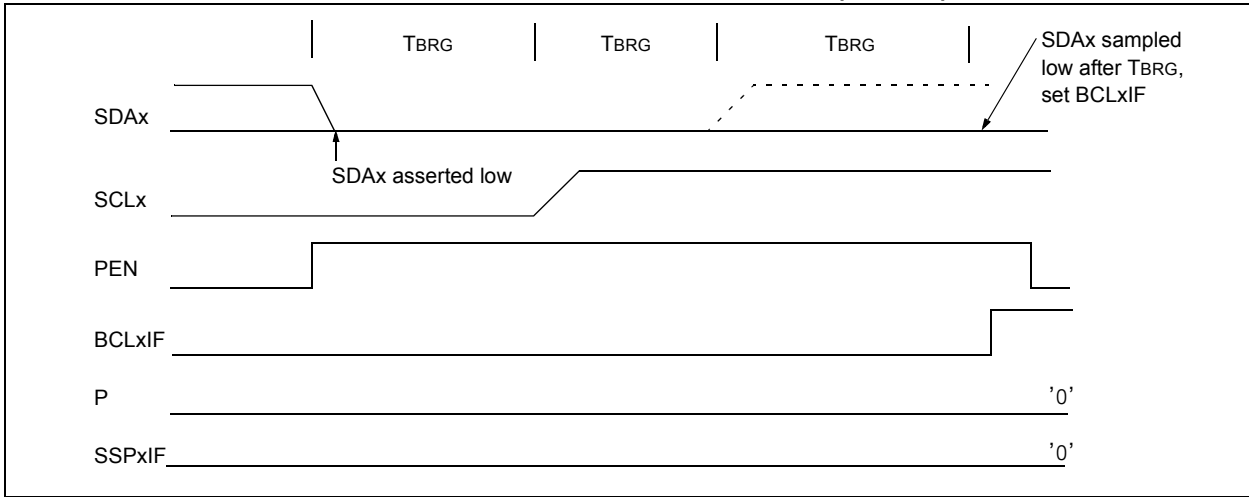 TBRG TBRG TBRG
SDAx sampled
low after TBRG,
set BCLxIF
SDAx
SDAx asserted low
SCLx
PEN
BCLxIF
P '0'
SSPxIF '0'